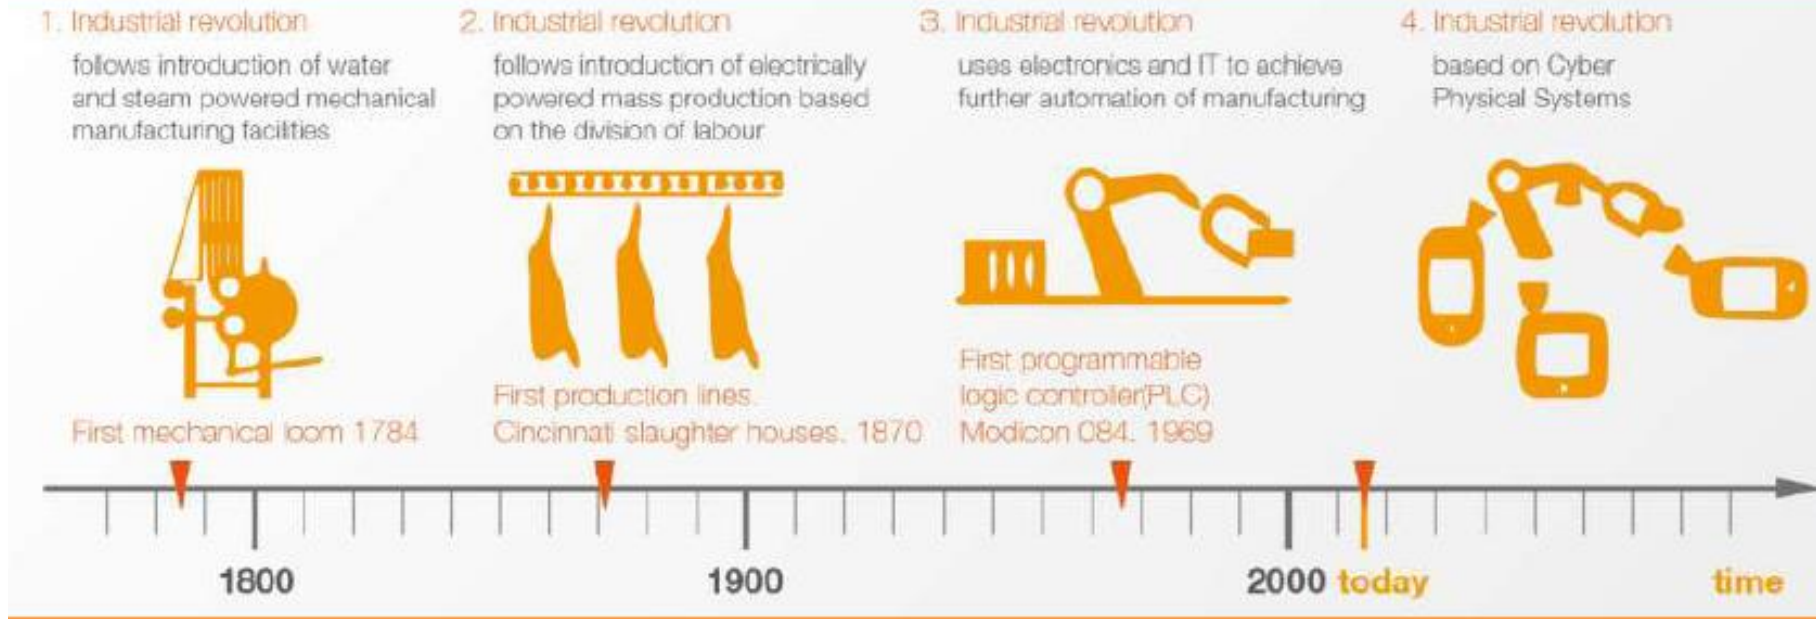 1. Industrial revolution
follows introduction of water
and steam powered mechanical
manufacturing facilities
First mechanical loom 1784
2. Industrial revolution
follows introduction of electrically
powered mass production based
on the division of labour
First production lines.
Cincinnati slaughter houses. 1870
3. Industrial revolution
uses electronics and IT to achieve
further automation of manufacturing
First programmable
logic controller(PLC)
Modicon 084. 1969
4. Industrial revolution
based on Cyber
Physical Systems
1800
1900
2000
today
time